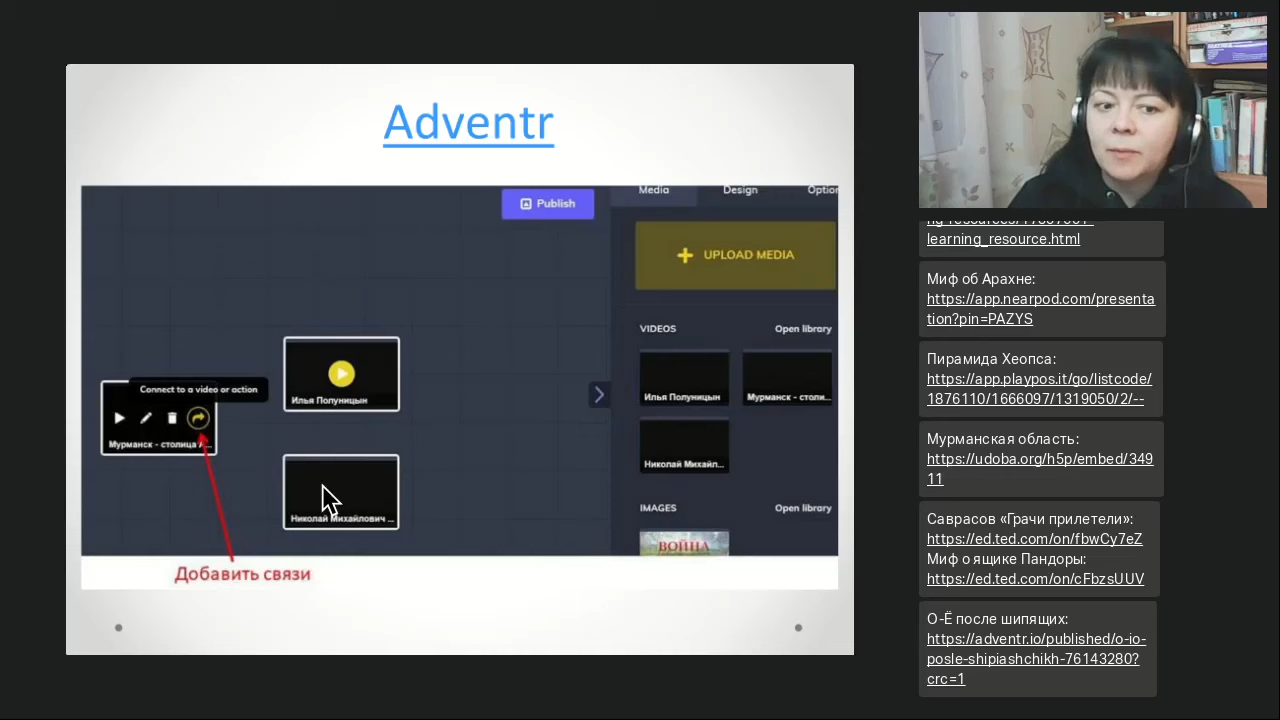 Adventr
Media
Design
Publish
UPLOAD MEDIA
VIDEOS
Open library
Connect to a video or action
Илья Полуницын
Илья Полуницын
Мурманск - столи...
Мурманск - столица А...
Николай Михайл...
IMAGES
Open library
Николай Михайлович ...
ВОЙНА
Добавить связи
learning_resource.html
Миф об Арахне:
https://app.nearpod.com/presenta
tion?pin=PAZYS
Пирамида Хеопса:
https://app.playpos.it/go/listcode/
1876110/1666097/1319050/2/--
Мурманская область:
https://udoba.org/h5p/embed/349
11
Саврасов «Грачи прилетели»:
https://ed.ted.com/on/fbwCy7eZ
Миф о ящике Пандоры:
https://ed.ted.com/on/cFbzsUUV
О-Ё после шипящих:
https://adventr.io/published/o-io-
posle-shipiashchikh-76143280?
crc=1